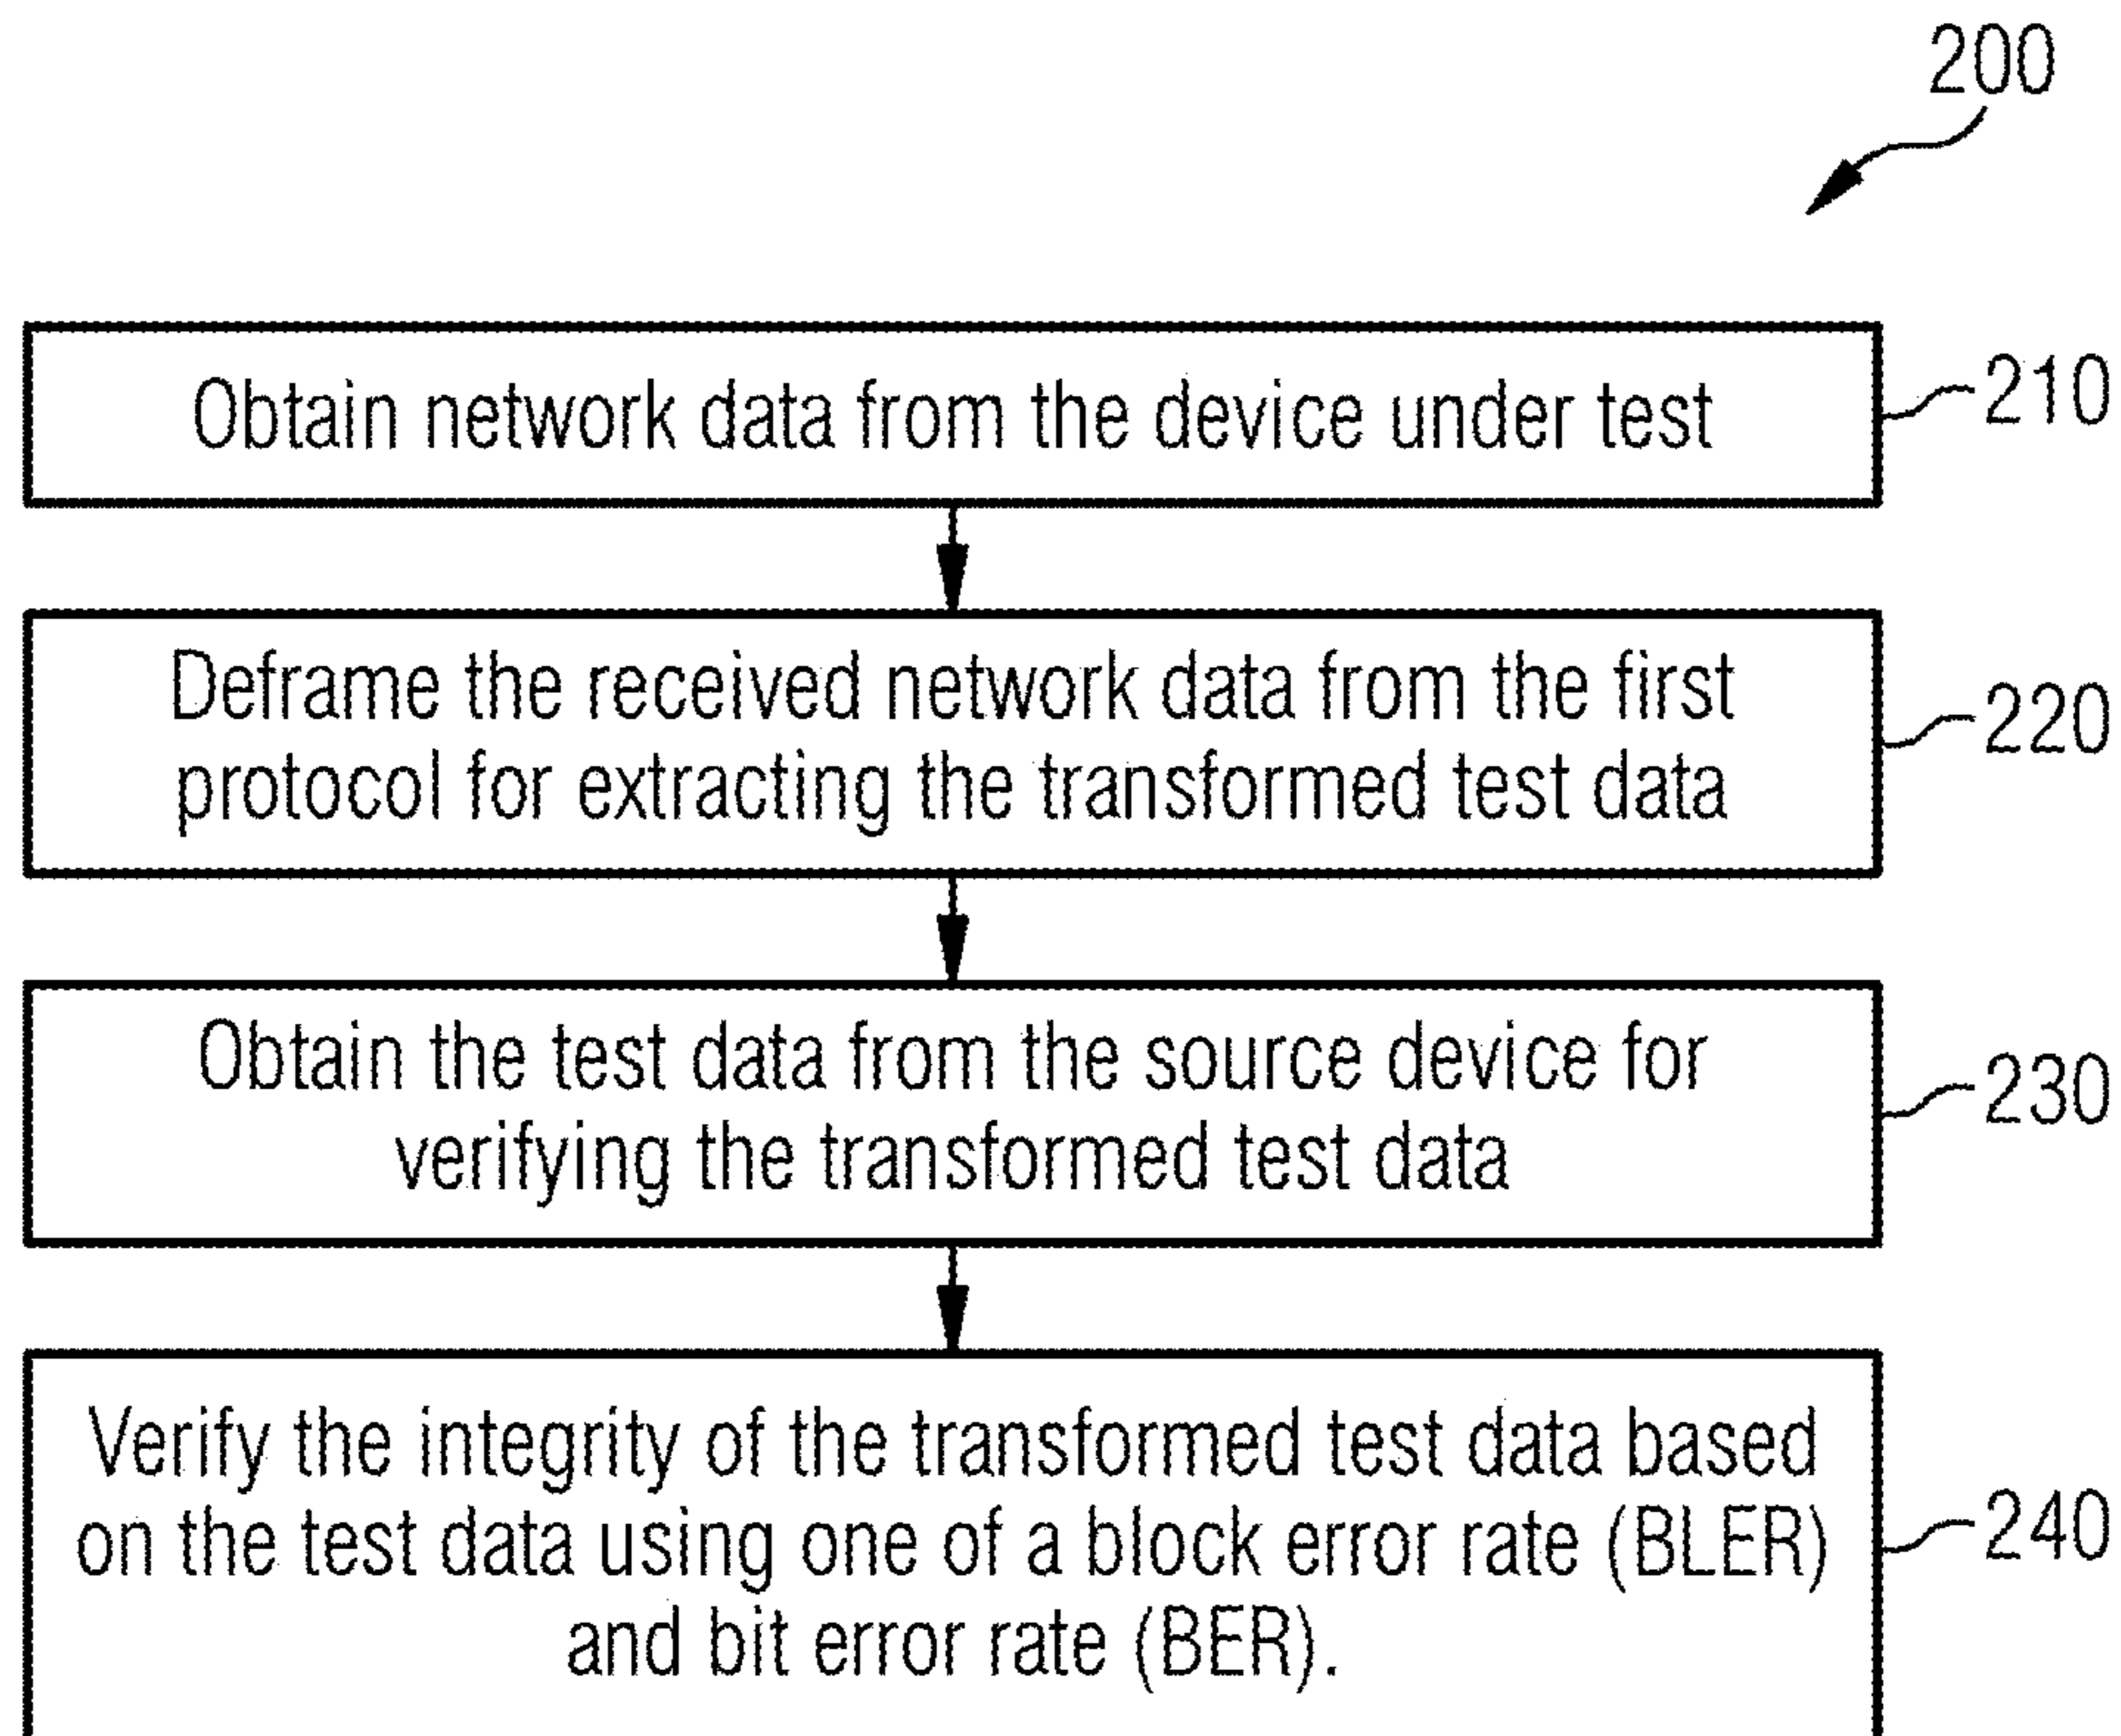 200
Obtain network data from the device under test
210
Deframe the received network data from the first
protocol for extracting the transformed test data
220
Obtain the test data from the source device for
verifying the transformed test data
230
Verify the integrity of the transformed test data based
on the test data using one of a block error rate (BLER)
and bit error rate (BER).
240